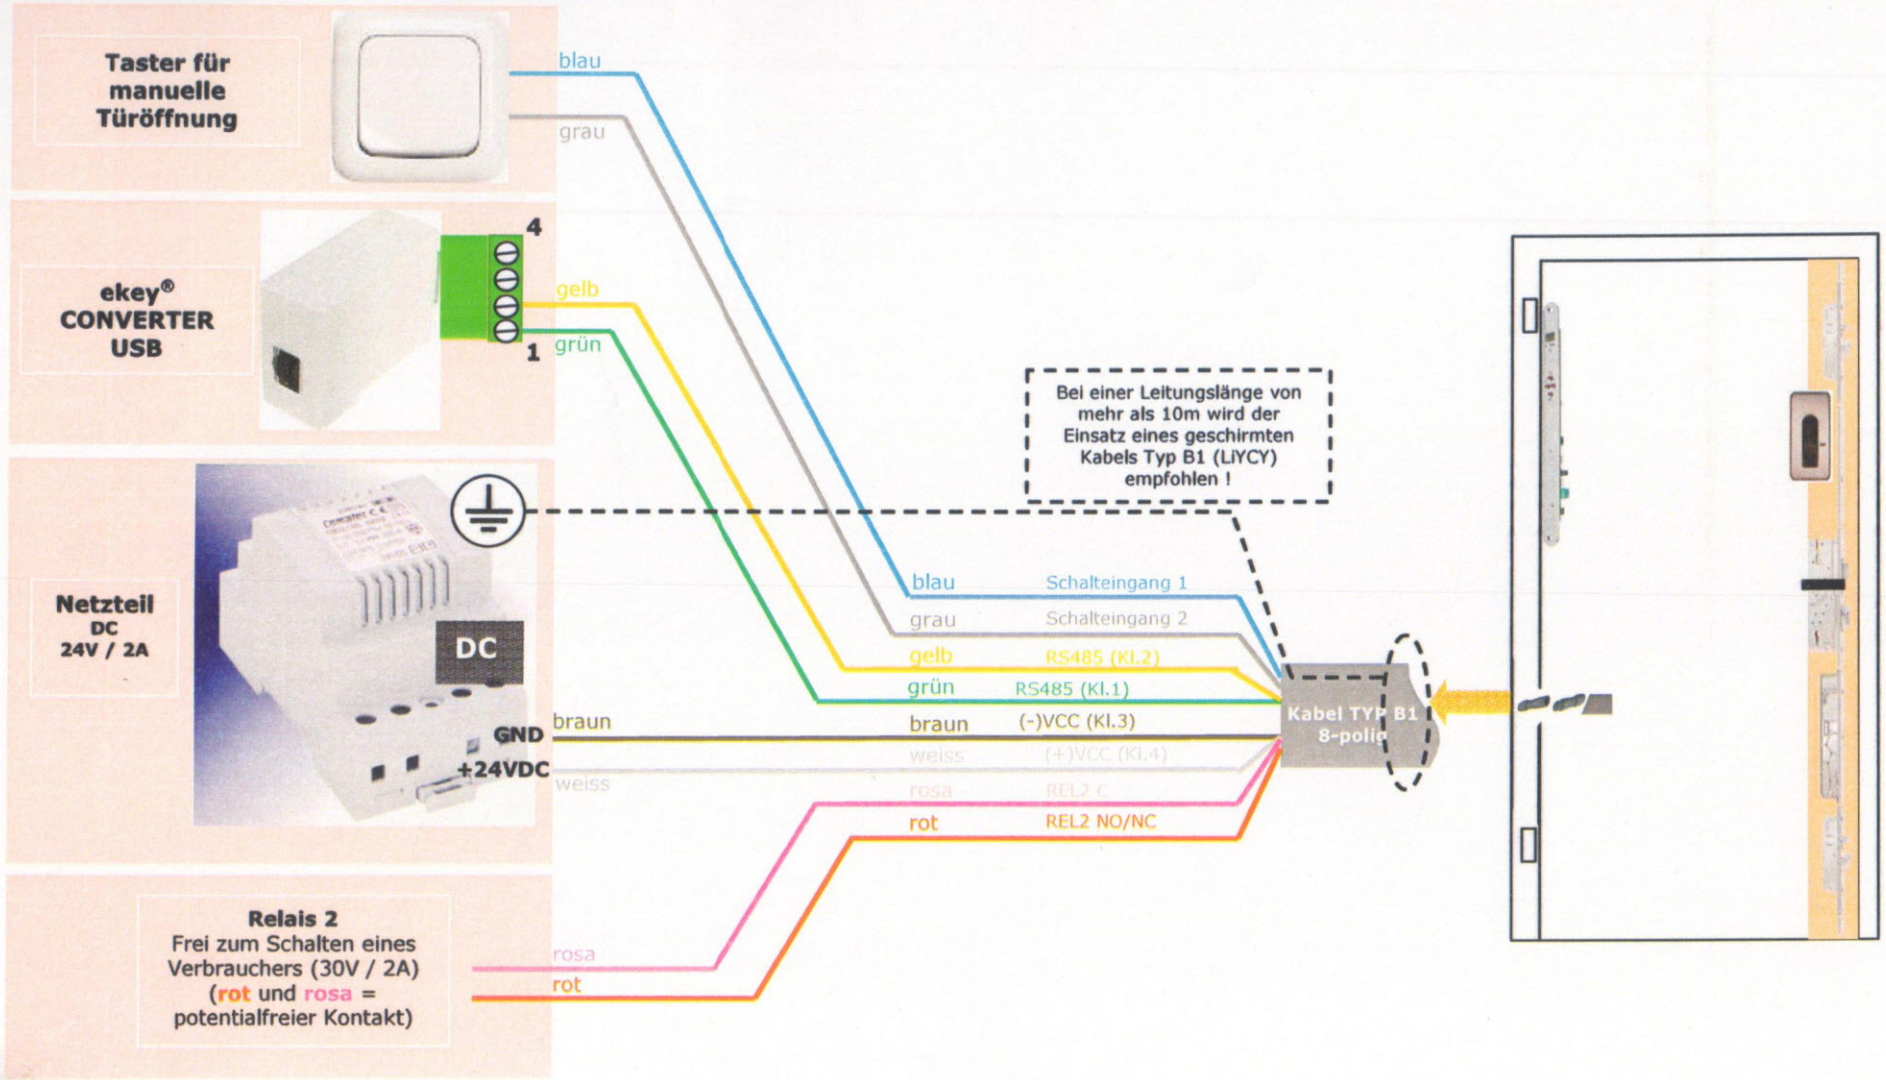 Taster für
manuelle
Türöffnung
blau
grau
ekey®
CONVERTER
USB
4
1
gelb
grün
Bei einer Leitungslänge von
mehr als 10m wird der
Einsatz eines geschirmten
Kabels Typ B1 (LiYCY)
empfohlen !
Netzteil
DC
24V / 2A
DC
GND
+24VDC
braun
weiss
blau Schalteingang 1
grau Schalteingang 2
gelb RS485 (Kl.2)
grün RS485 (Kl.1)
braun (-)VCC (Kl.3)
weiss (+)VCC (Kl.4)
rosa REL2 C
rot REL2 NO/NC
Kabel TYP B1
8-polig
Relais 2
Frei zum Schalten eines
Verbrauchers (30V / 2A)
(rot und rosa =
potentialfreier Kontakt)
rosa
rot